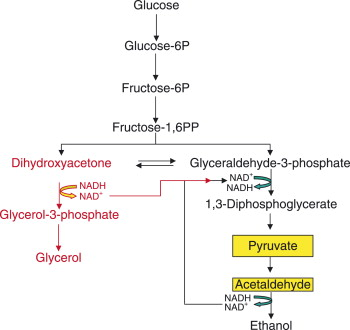 Glucose
Glucose-6P
Fructose-6P
Fructose-1,6PP
Dihydroxyacetone
Glyceraldehyde-3-phosphate
NADH
NAD+
NAD+
NADH
Glycerol-3-phosphate
1,3-Diphosphoglycerate
Glycerol
Pyruvate
Acetaldehyde
NADH
NAD+
Ethanol